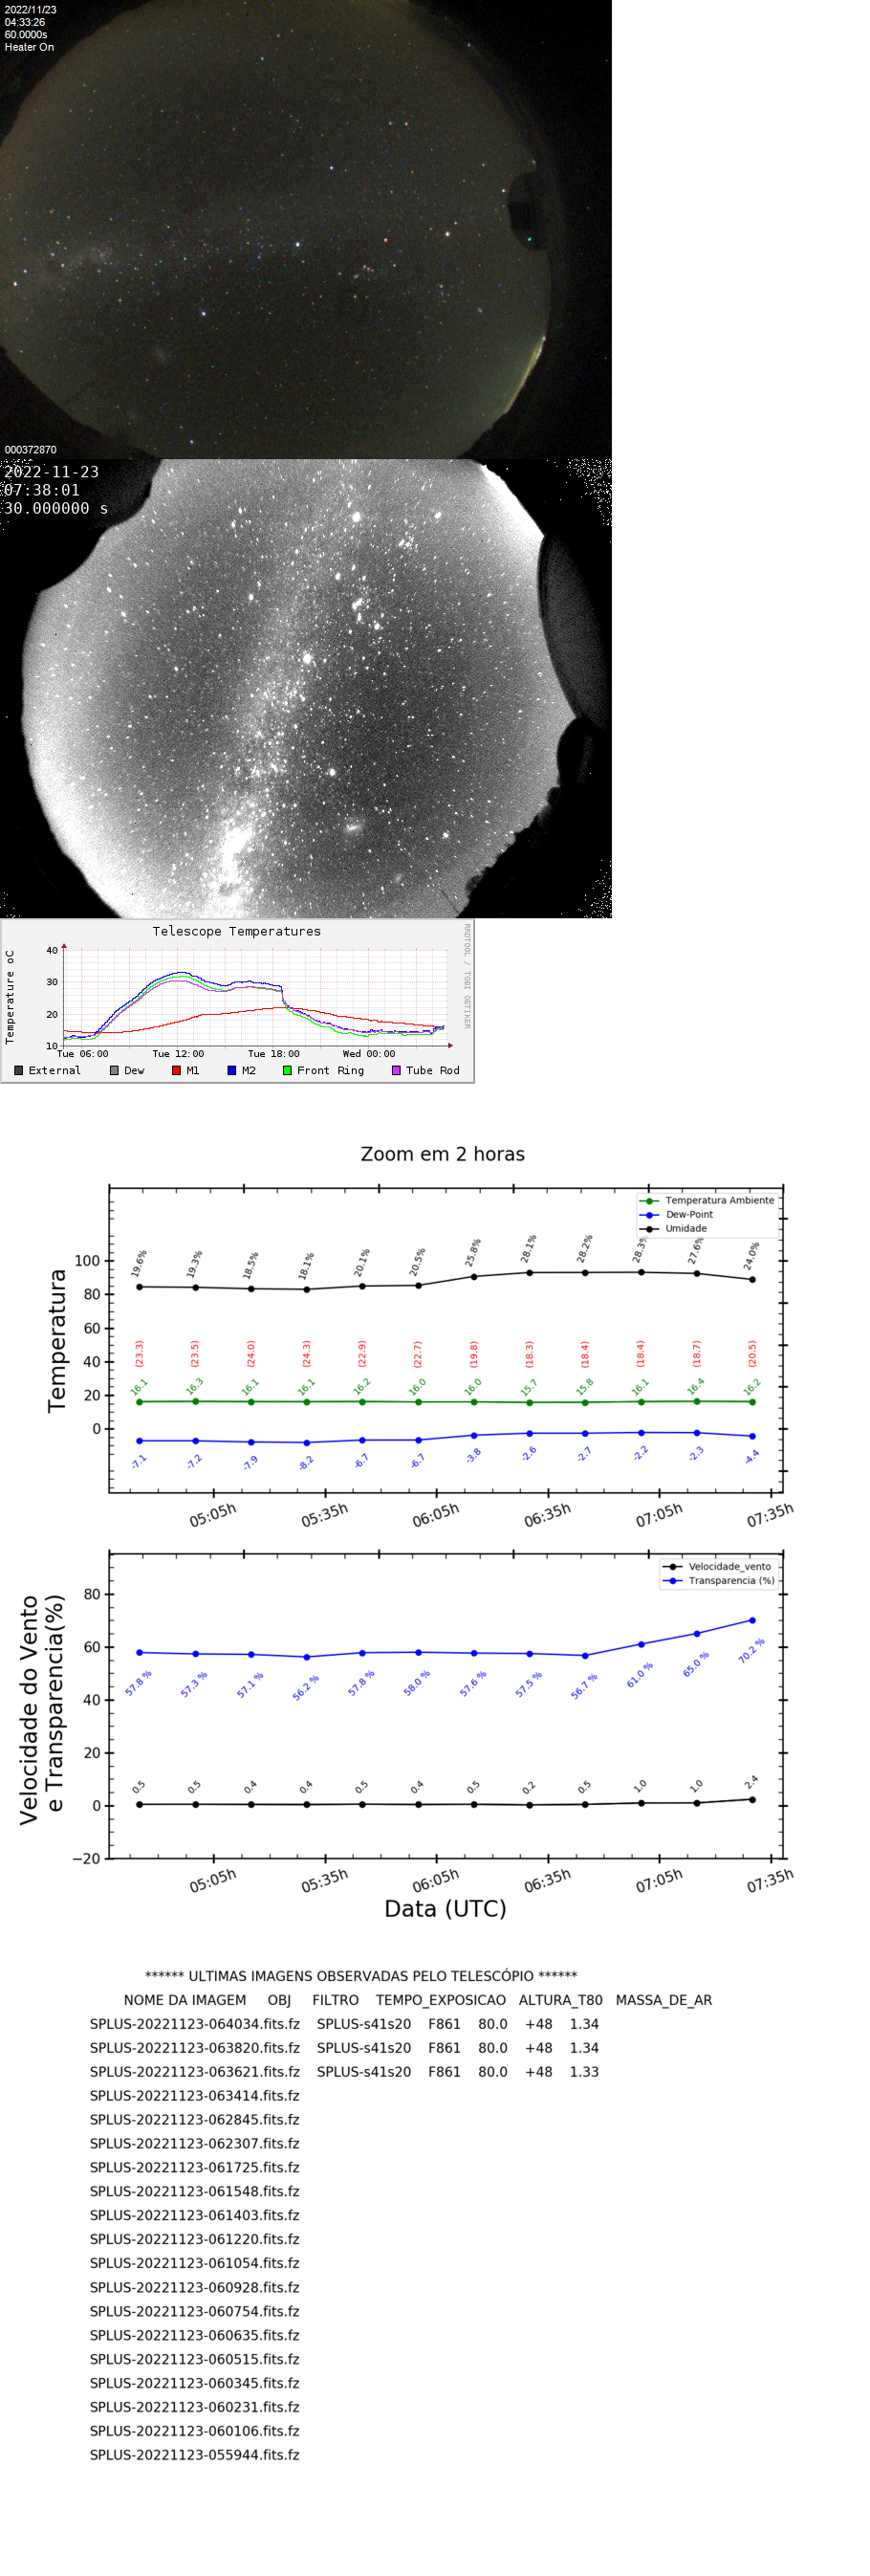 2022/11/23
04:33:26
60.0000s
Heater On
000372870
2022-11-23
07:38:01
30.000000 s
Telescope Temperatures
RRDTOOL / TOBI OETIKER
Temperature oC
40
30
20
10
Tue 06:00 Tue 12:00 Tue 18:00 Wed 00:00
External Dew M1 M2 Front Ring Tube Rod
Zoom em 2 horas
Temperatura Ambiente
Dew-Point
Umidade
Temperatura
100
80
60
40
20
0
19.6% 19.3% 18.5% 18.1% 20.1% 20.5% 25.8% 28.1% 28.2% 28.3% 27.6% 24.0%
(23.3) (23.5) (24.0) (24.3) (22.9) (22.7) (19.8) (18.3) (18.4) (18.4) (18.7) (20.5)
16.1 16.3 16.1 16.1 16.2 16.0 16.0 15.7 15.8 16.1 16.4 16.2
-7.1 -7.2 -7.9 -8.2 -6.7 -6.7 -3.8 -2.6 -2.7 -2.2 -2.3 -4.4
05:05h 05:35h 06:05h 06:35h 07:05h 07:35h
Velocidade_vento
Transparencia (%)
Velocidade do Vento
e Transparencia(%)
80
60
40
20
0
−20
57.8 % 57.3 % 57.1 % 56.2 % 57.8 % 58.0 % 57.6 % 57.5 % 56.7 % 61.0 % 65.0 % 70.2 %
0.5 0.5 0.4 0.4 0.5 0.4 0.5 0.2 0.5 1.0 1.0 2.4
05:05h 05:35h 06:05h 06:35h 07:05h 07:35h
Data (UTC)
****** ULTIMAS IMAGENS OBSERVADAS PELO TELESCÓPIO ******
NOME DA IMAGEM OBJ FILTRO TEMPO_EXPOSICAO ALTURA_T80 MASSA_DE_AR
SPLUS-20221123-064034.fits.fz SPLUS-s41s20 F861 80.0 +48 1.34
SPLUS-20221123-063820.fits.fz SPLUS-s41s20 F861 80.0 +48 1.34
SPLUS-20221123-063621.fits.fz SPLUS-s41s20 F861 80.0 +48 1.33
SPLUS-20221123-063414.fits.fz
SPLUS-20221123-062845.fits.fz
SPLUS-20221123-062307.fits.fz
SPLUS-20221123-061725.fits.fz
SPLUS-20221123-061548.fits.fz
SPLUS-20221123-061403.fits.fz
SPLUS-20221123-061220.fits.fz
SPLUS-20221123-061054.fits.fz
SPLUS-20221123-060928.fits.fz
SPLUS-20221123-060754.fits.fz
SPLUS-20221123-060635.fits.fz
SPLUS-20221123-060515.fits.fz
SPLUS-20221123-060345.fits.fz
SPLUS-20221123-060231.fits.fz
SPLUS-20221123-060106.fits.fz
SPLUS-20221123-055944.fits.fz